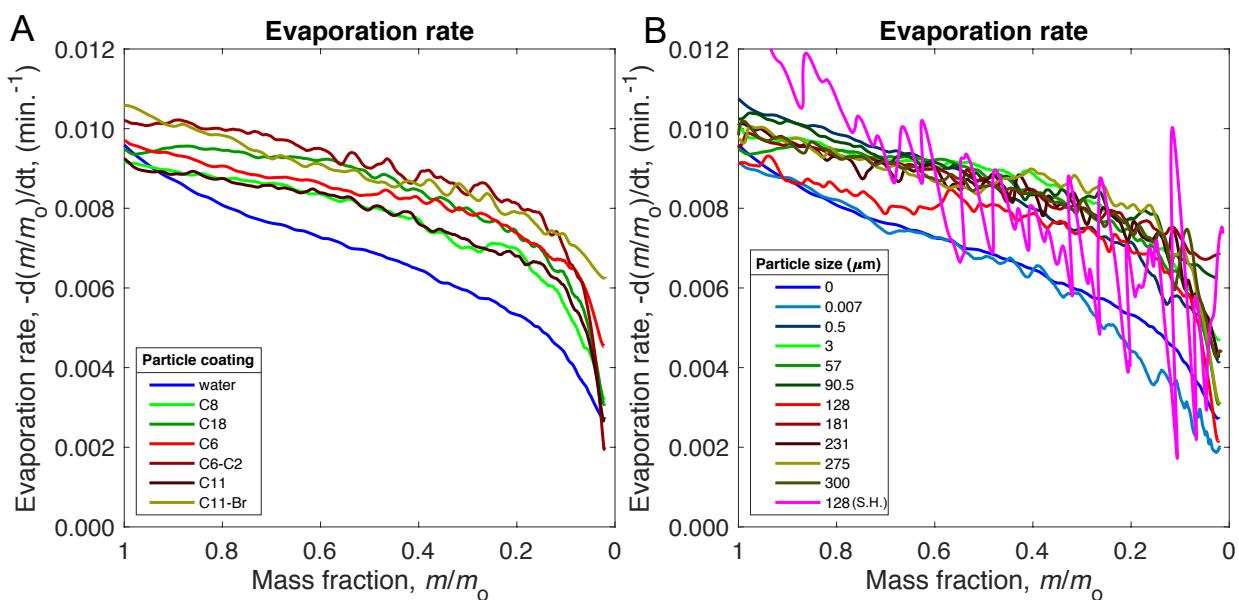 A
Evaporation rate
Evaporation rate, -d(m/mo)/dt, (min.-1)
0.012
0.010
0.008
0.006
0.004
0.002
0.000
Particle coating
water
C8
C18
C6
C6-C2
C11
C11-Br
1
0.8
0.6
0.4
0.2
0
Mass fraction, m/mo
B
Evaporation rate
Evaporation rate, -d(m/mo)/dt, (min.-1)
0.012
0.010
0.008
0.006
0.004
0.002
0.000
Particle size (μm)
0
0.007
0.5
3
57
90.5
128
181
231
275
300
128 (S.H.)
1
0.8
0.6
0.4
0.2
0
Mass fraction, m/mo